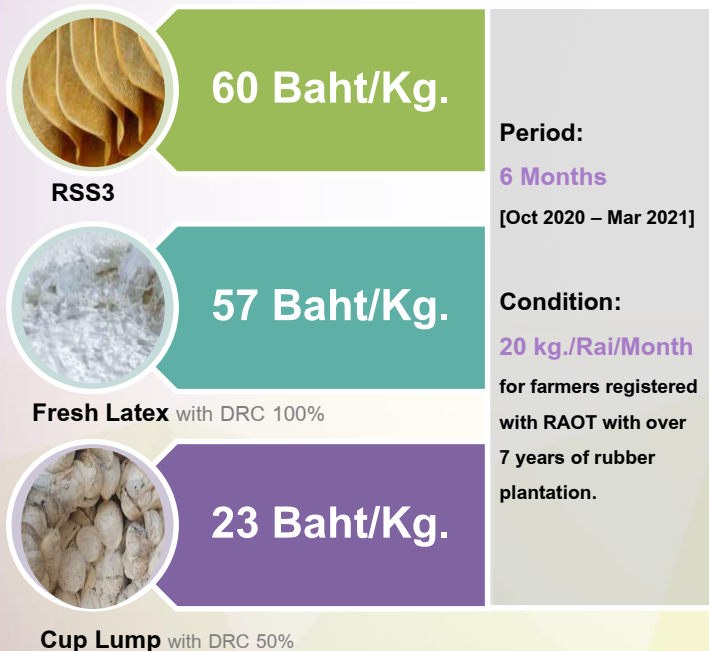 60 Baht/Kg.
RSS3
57 Baht/Kg.
Fresh Latex with DRC 100%
23 Baht/Kg.
Cup Lump with DRC 50%
Period:
6 Months
[Oct 2020 – Mar 2021]
Condition:
20 kg./Rai/Month
for farmers registered
with RAOT with over
7 years of rubber
plantation.